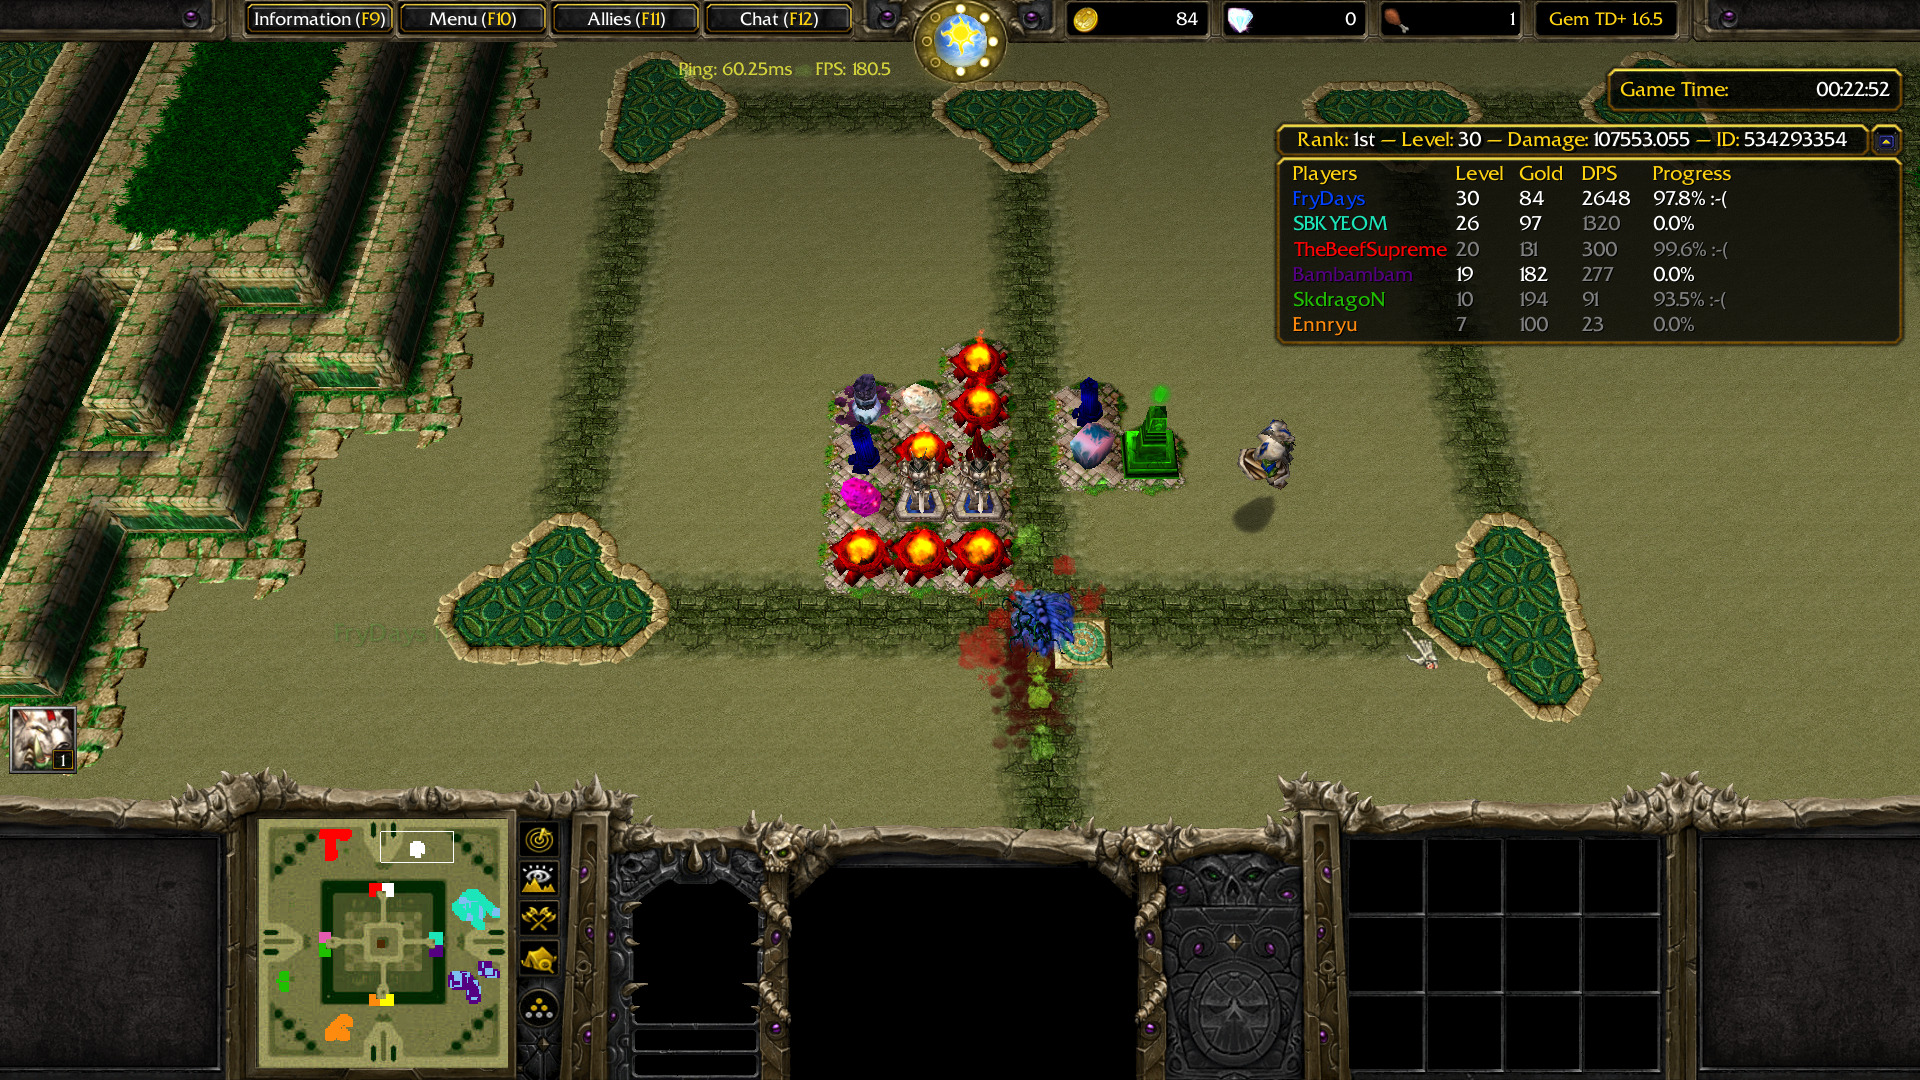 Information (F9) Menu (F10) Allies (F11) Chat (F12) 84 0 1 Gem TD+ 16.5
Ping: 60.25ms FPS: 180.5
Game Time: 00:22:52
Rank: 1st — Level: 30 — Damage: 107553.055 — ID: 534293354
Players Level Gold DPS Progress
FryDays 30 84 2648 97.8% :-(
SBKYEOM 26 97 1320 0.0%
TheBeefSupreme 20 131 300 99.6% :-(
Bambambam 19 182 277 0.0%
SkdragoN 10 194 91 93.5% :-(
Ennryu 7 100 23 0.0%
FryDays
1